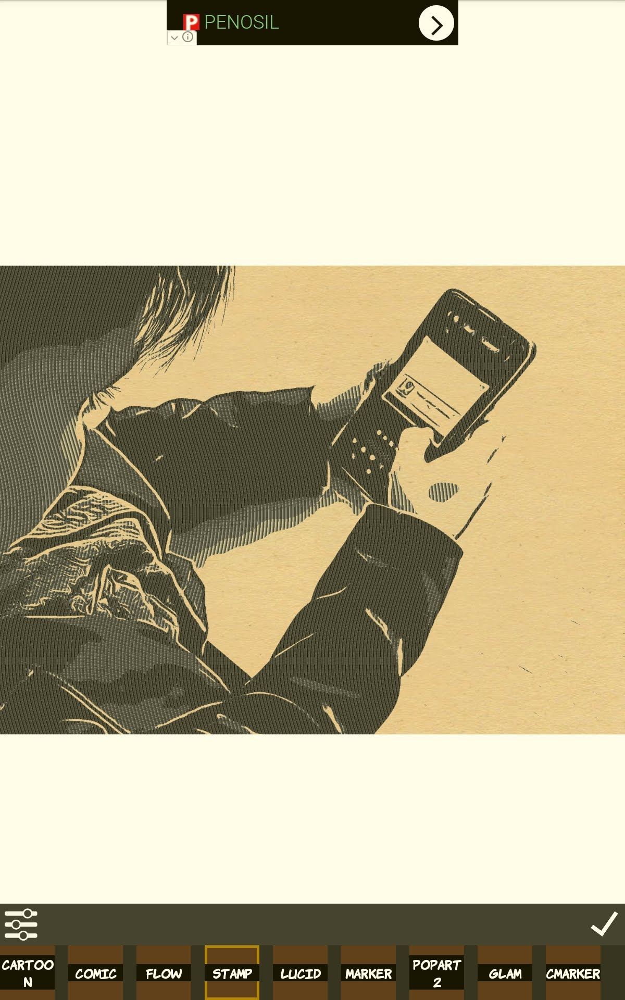 P PENOSIL
CARTOO
N
COMIC
FLOW
STAMP
LUCID
MARKER
POPART
2
GLAM
CMARKER